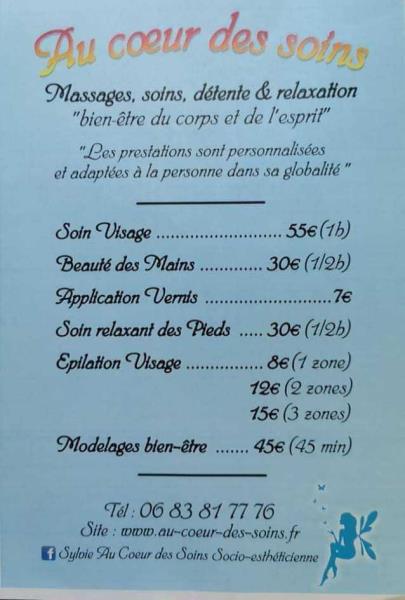 Au cœur des soins
Massages, soins, détente & relaxation
"bien-être du corps et de l'esprit"
"Les prestations sont personnalisées
et adaptées à la personne dans sa globalité"
Soin Visage ........................... 55€ (1h)
Beauté des Mains ............. 30€ (1/2h)
Application Vernis ...........................7€
Soin relaxant des Pieds ..... 30€ (1/2h)
Epilation Visage ................ 8€ (1 zone)
12€ (2 zones)
15€ (3 zones)
Modelages bien-être ....... 45€ (45 min)
Tél : 06 83 81 77 76
Site : www.au-coeur-des-soins.fr
f Sylvie Au Coeur des Soins Socio-esthéticienne